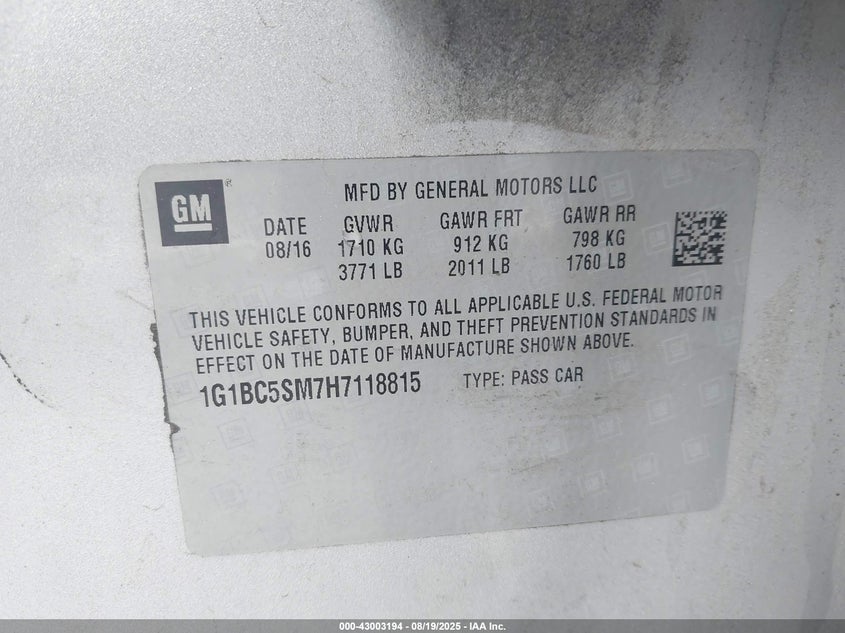 GM
®
MFD BY GENERAL MOTORS LLC
DATE GVWR GAWR FRT GAWR RR
08/16 1710 KG 912 KG 798 KG
3771 LB 2011 LB 1760 LB
THIS VEHICLE CONFORMS TO ALL APPLICABLE U.S. FEDERAL MOTOR
VEHICLE SAFETY, BUMPER, AND THEFT PREVENTION STANDARDS IN
EFFECT ON THE DATE OF MANUFACTURE SHOWN ABOVE.
1G1BC5SM7H7118815 TYPE: PASS CAR
000-43003194 - 08/19/2025 - IAA Inc.